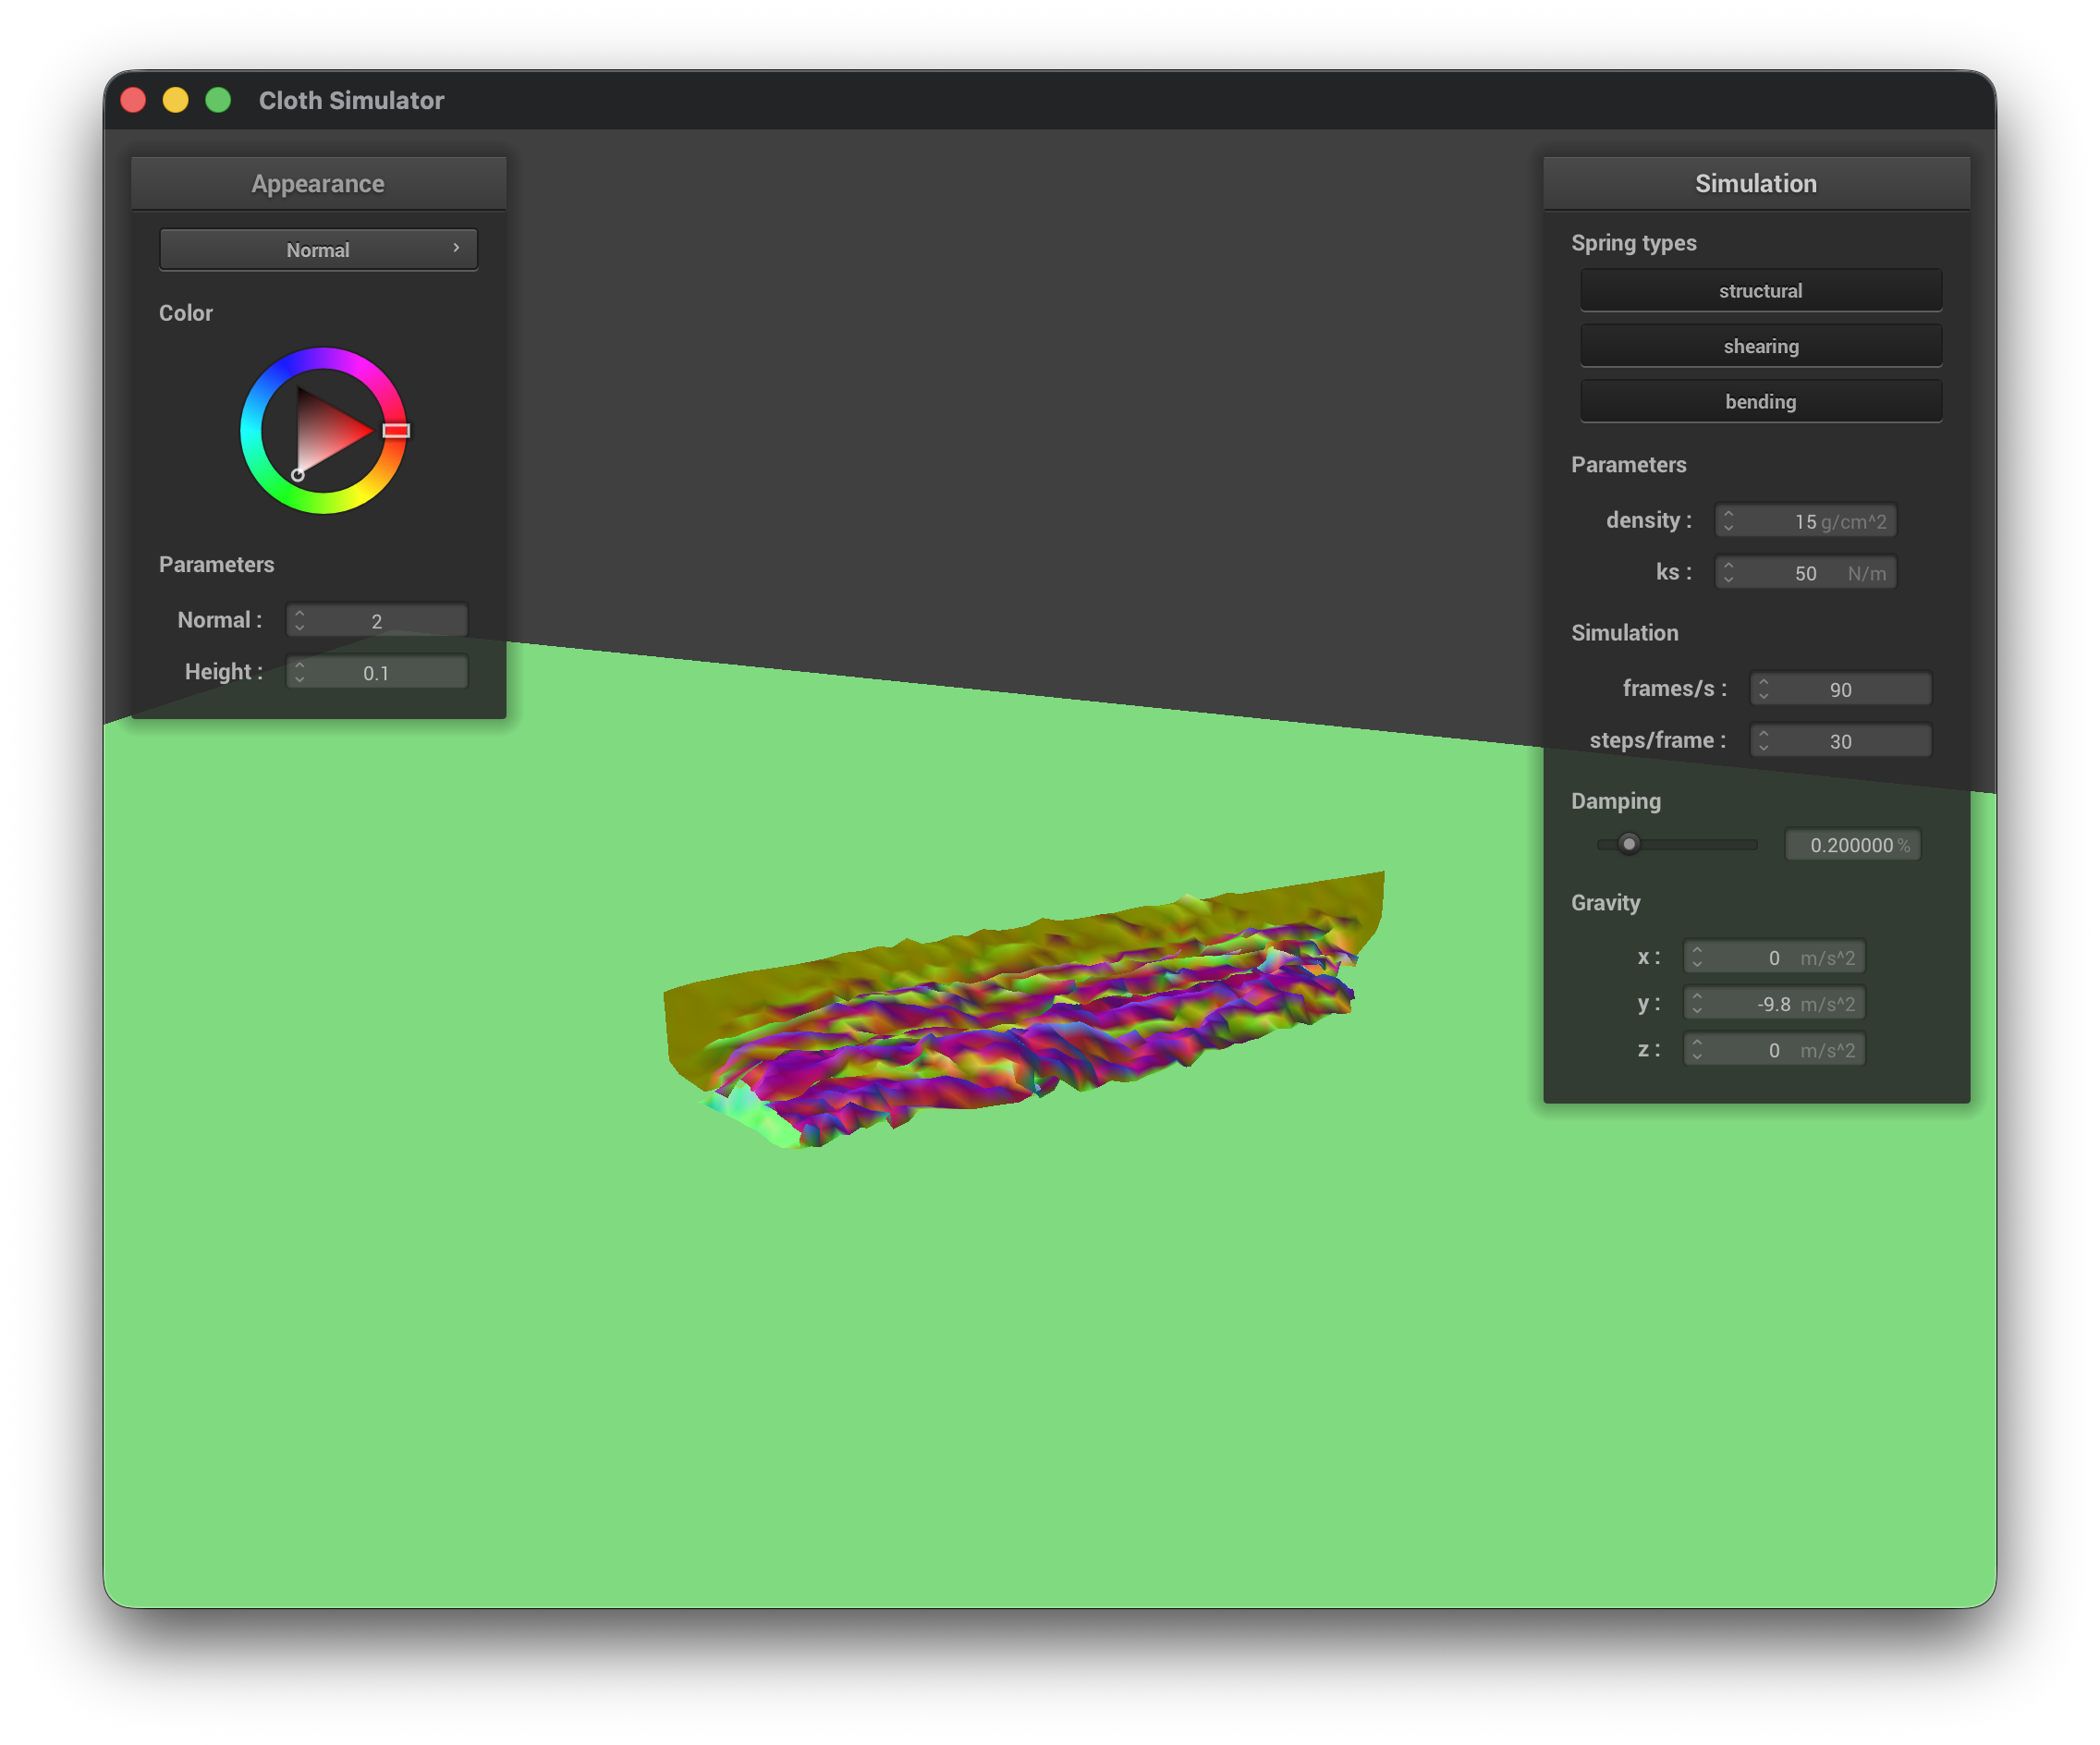 Cloth Simulator
Appearance
Normal
Color
Parameters
Normal : 2
Height : 0.1
Simulation
Spring types
structural
shearing
bending
Parameters
density : 15 g/cm^2
ks : 50 N/m
Simulation
frames/s : 90
steps/frame : 30
Damping
0.200000 %
Gravity
x : 0 m/s^2
y : -9.8 m/s^2
z : 0 m/s^2